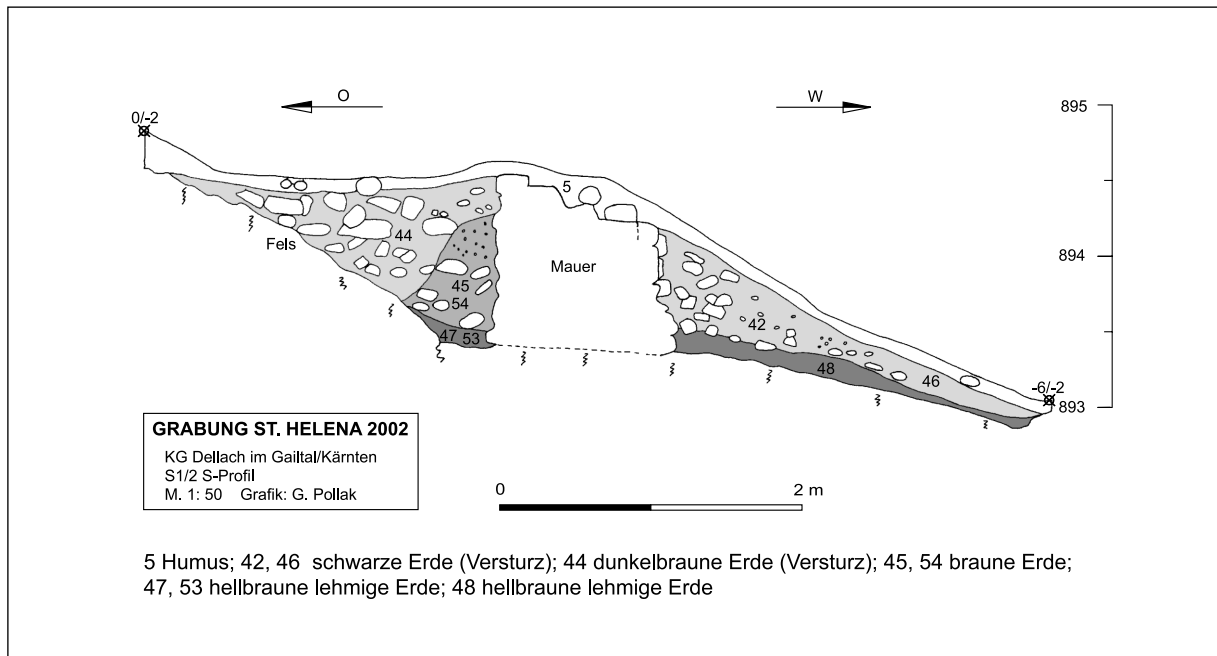 O
W
895
0/-2
5
44
Fels
894
Mauer
45
54
42
47 53
48
46
-6/-2
893
GRABUNG ST. HELENA 2002
KG Dellach im Gailtal/Kärnten
S1/2 S-Profil
M. 1: 50 Grafik: G. Pollak
0
2 m
5 Humus; 42, 46 schwarze Erde (Versturz); 44 dunkelbraune Erde (Versturz); 45, 54 braune Erde;
47, 53 hellbraune lehmige Erde; 48 hellbraune lehmige Erde